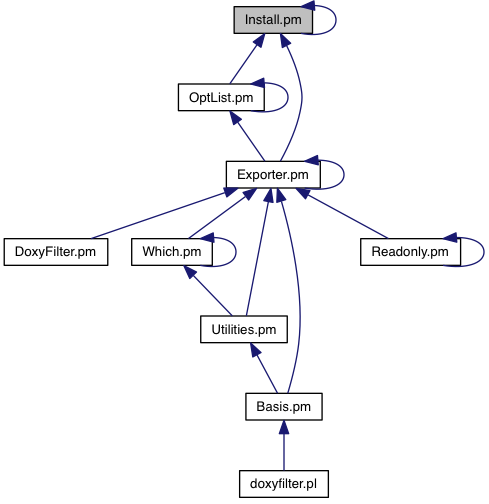 Install.pm
OptList.pm
Exporter.pm
DoxyFilter.pm
Which.pm
Readonly.pm
Utilities.pm
Basis.pm
doxyfilter.pl